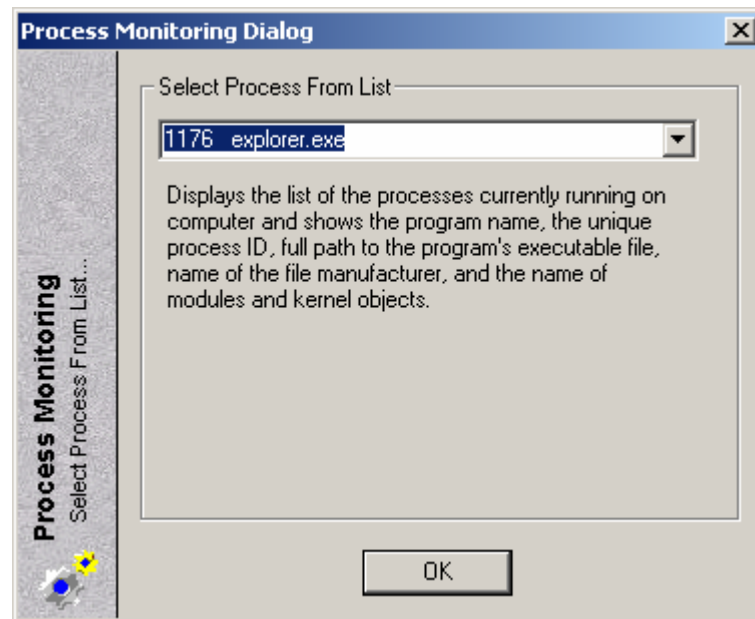 Process Monitoring Dialog
Select Process From List
1176 explorer.exe
Displays the list of the processes currently running on
computer and shows the program name, the unique
process ID, full path to the program's executable file,
name of the file manufacturer, and the name of
modules and kernel objects.
Process Monitoring
Select Process From List...
OK